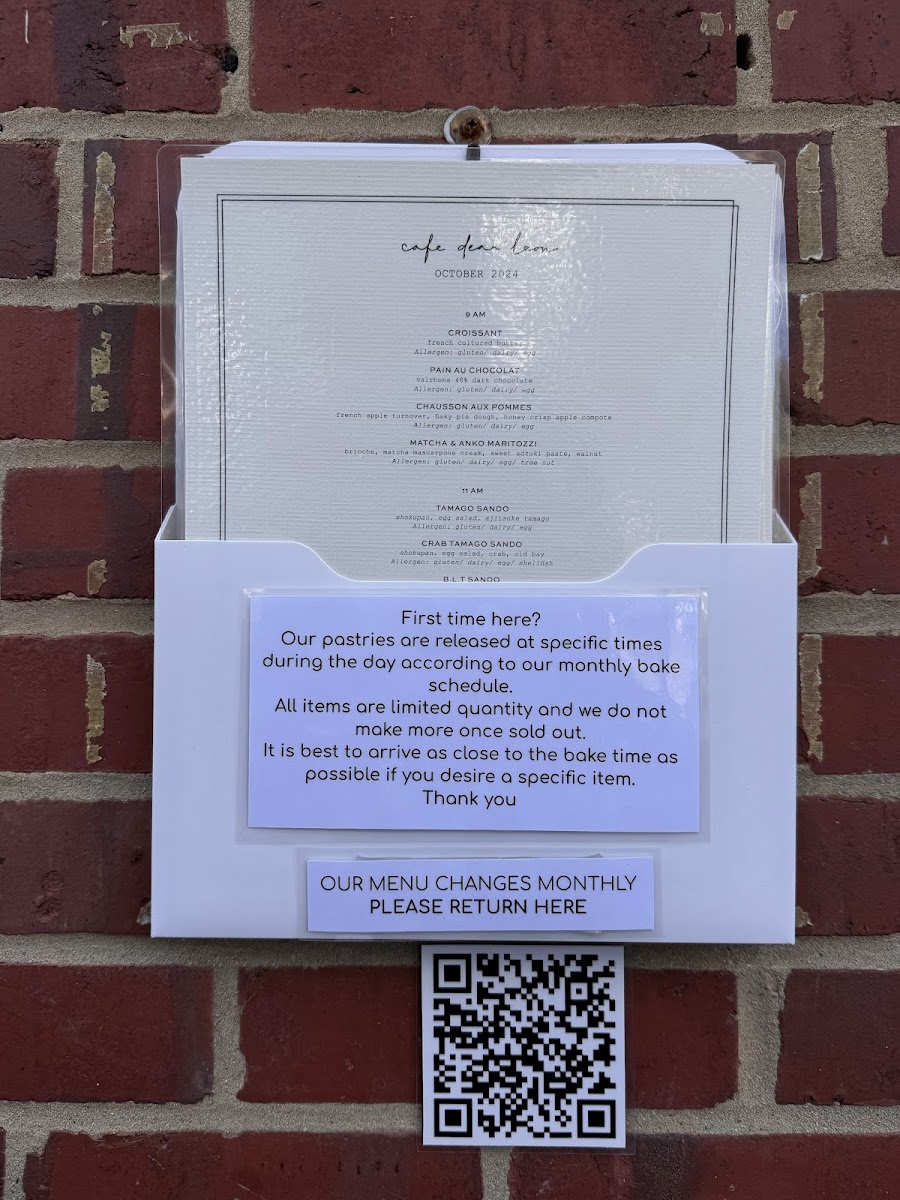 cafe dear leon
OCTOBER 2024
9 AM
CROISSANT
french cultured butter
Allergen: gluten/ dairy/ egg
PAIN AU CHOCOLAT
valrhona 48% dark chocolate
Allergen: gluten/ dairy/ egg
CHAUSSON AUX POMMES
french apple turnover, flaky pie dough, honey crisp apple compote
Allergen: gluten/ dairy/ egg
MATCHA & ANKO MARITOZZI
brioche, matcha mascarpone cream, sweet adzuki paste, walnut
Allergen: gluten/ dairy/ egg/ tree nut
11 AM
TAMAGO SANDO
shokupan, egg salad, ajitsuke tamago
Allergen: gluten/ dairy/ egg
CRAB TAMAGO SANDO
shokupan, egg salad, crab, old bay
Allergen: gluten/ dairy/ egg/ shellfish
B.L.T SANDO
First time here?
Our pastries are released at specific times
during the day according to our monthly bake
schedule.
All items are limited quantity and we do not
make more once sold out.
It is best to arrive as close to the bake time as
possible if you desire a specific item.
Thank you
OUR MENU CHANGES MONTHLY
PLEASE RETURN HERE